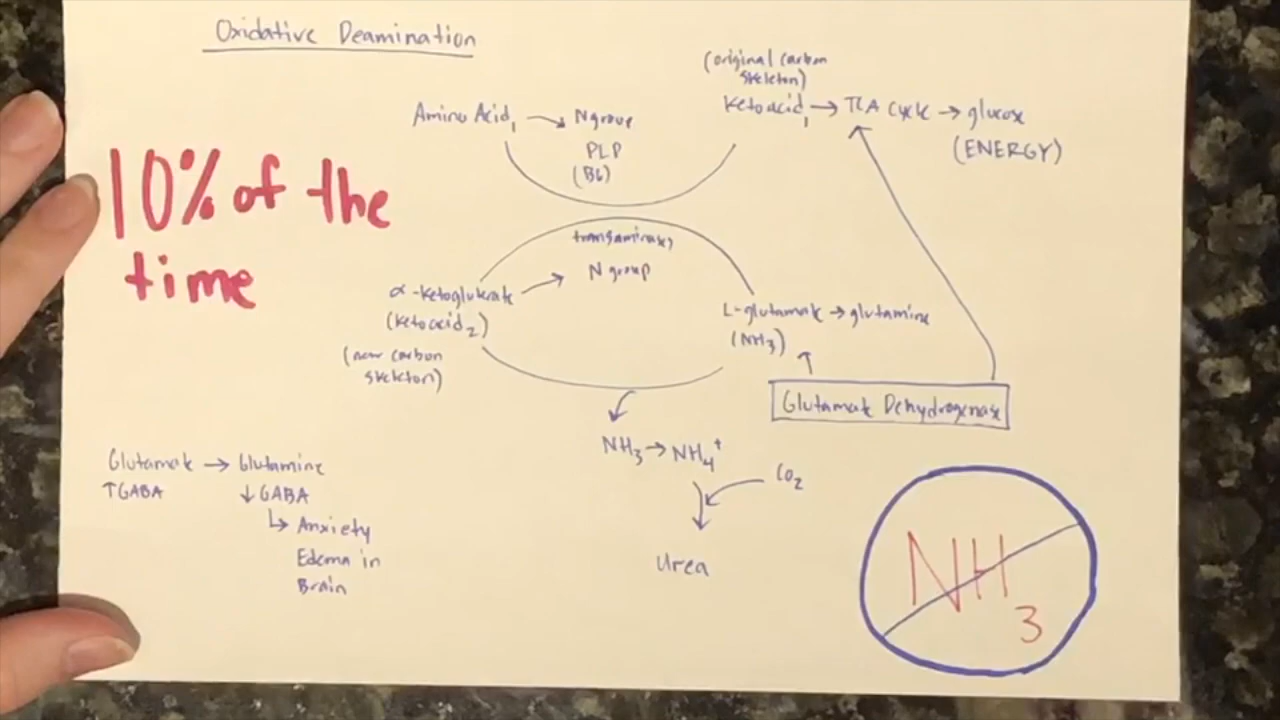 Oxidative Deamination
(original carbon
skeleton)
Amino Acid₁ → N group
Ketoacid₁ → TCA Cycle → glucose
PLP
(ENERGY)
(B6)
10% of the
time
N group
(Ketoacid₂)
L-glutamate → glutamine
(NH₃)
(new carbon
skeleton)
Glutamate Dehydrogenase
NH₃ → NH₄⁺
CO₂
Urea
Glutamate → Glutamine
↑GABA
↓GABA
↳ Anxiety
Edema in
Brain
NH₃